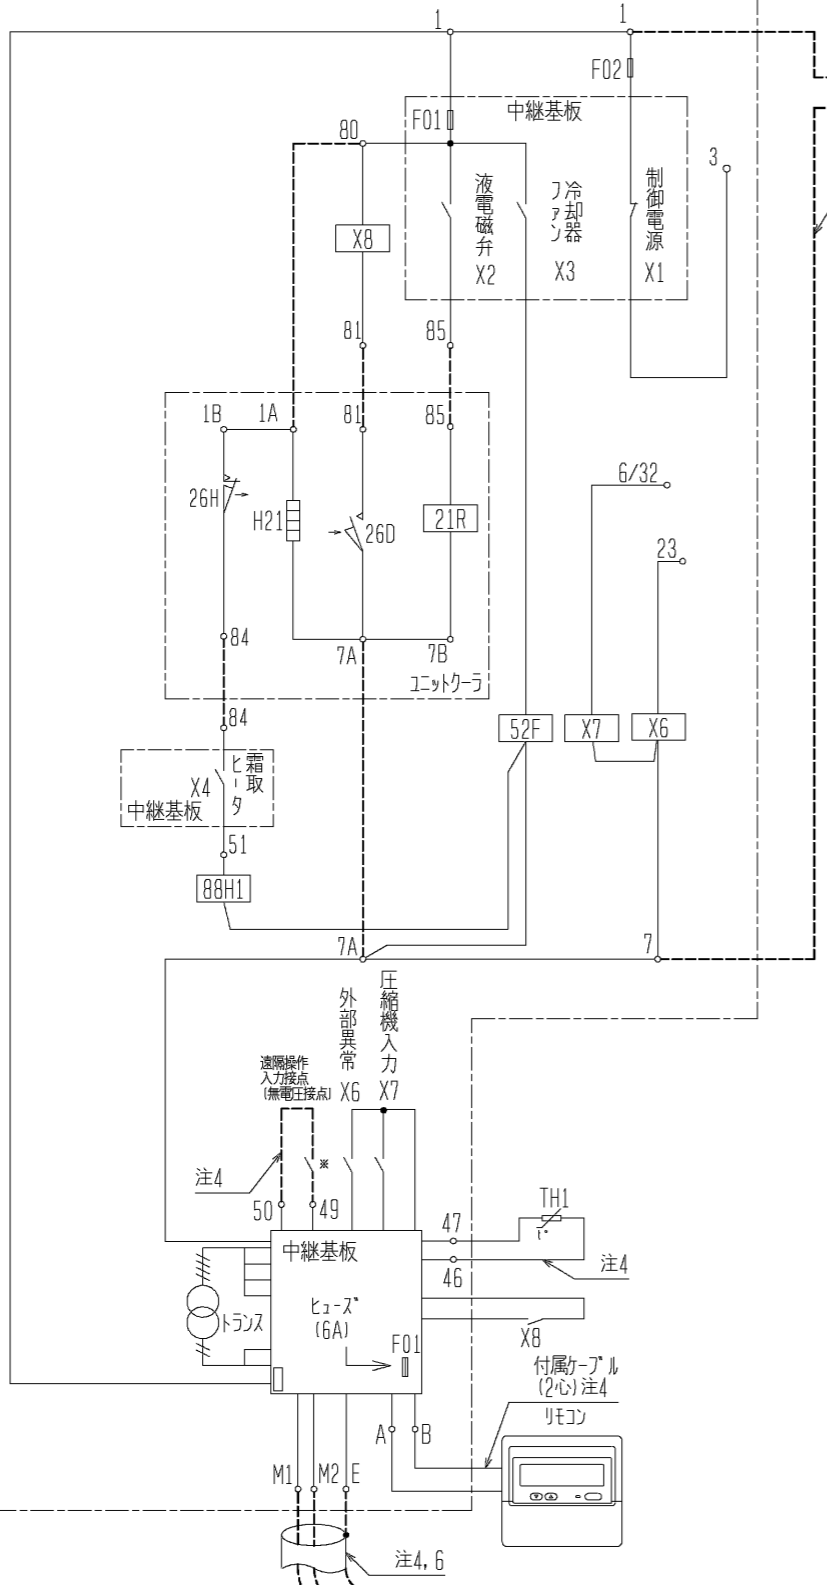 1
1
F02
中継基板
F01
80
3
液電磁弁
X2
冷却器
ファン
X3
制御電源
X1
X8
81
85
1B
1A
81
85
26H
H21
26D
21R
6/32
23
84
7A
7B
ユニットクーラ
84
52F
X7
X6
霜取
ヒータ
X4
中継基板
51
88H1
7A
7
外部異常
X6
圧縮機入力
X7
遠隔操作
入力接点
(無電圧接点)
※
注4
50
49
47
TH1
t°
中継基板
46
注4
トランス
ヒューズ
(6A)
F01
X8
付属ケーブル
(2心)注4
リモコン
A
B
M1
M2
E
注4,6